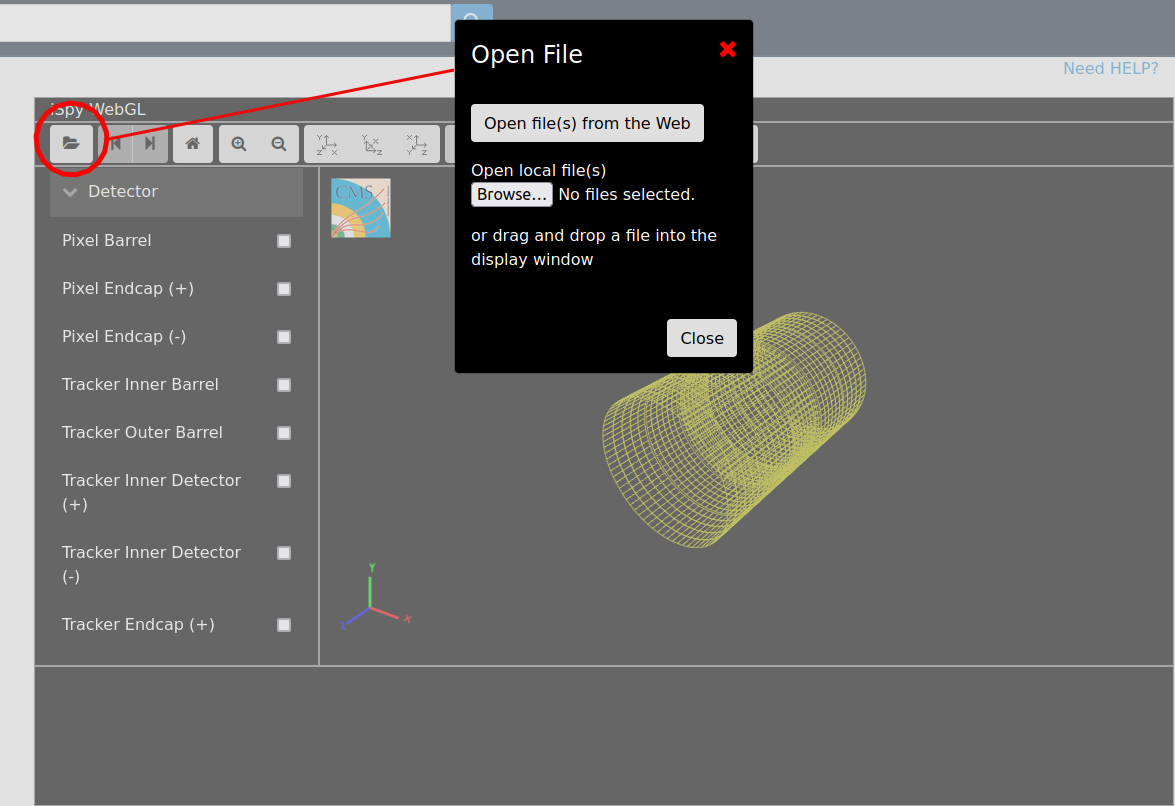 Open File
Need HELP?
iSpy WebGL
Open file(s) from the Web
Open local file(s)
Browse... No files selected.
or drag and drop a file into the
display window
Close
Detector
CMS
Pixel Barrel
Pixel Endcap (+)
Pixel Endcap (-)
Tracker Inner Barrel
Tracker Outer Barrel
Tracker Inner Detector
(+)
Tracker Inner Detector
(-)
Tracker Endcap (+)
Y
X
Z